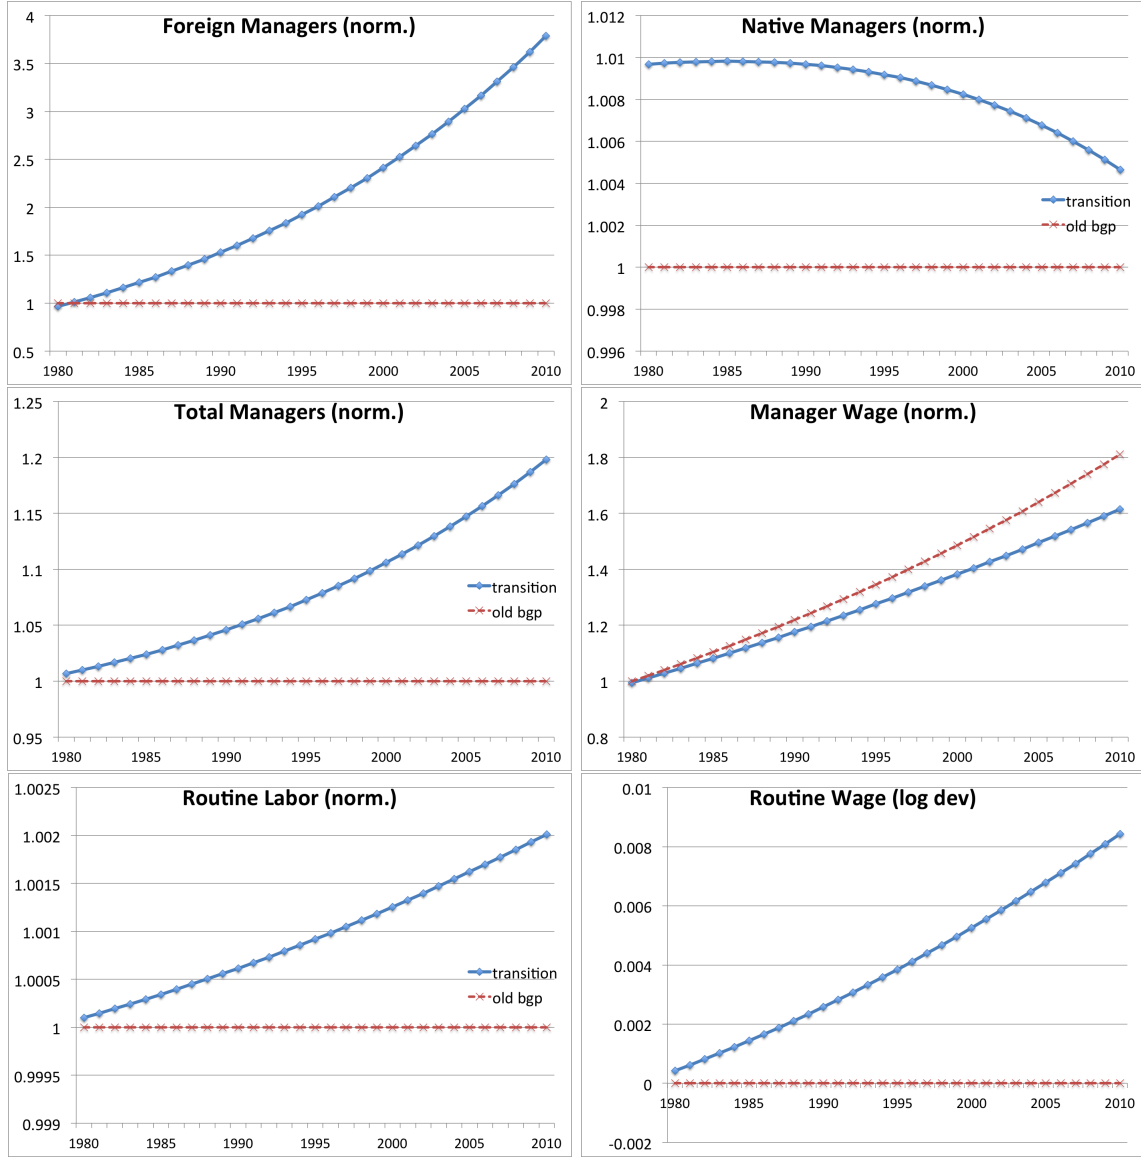 Foreign Managers (norm.)
4
3.5
3
2.5
2
1.5
1
0.5
1980 1985 1990 1995 2000 2005 2010
Native Managers (norm.)
1.012
1.01
1.008
1.006
1.004
1.002
1
0.998
0.996
transition
old bgp
1980 1985 1990 1995 2000 2005 2010
Total Managers (norm.)
1.25
1.2
1.15
1.1
1.05
1
0.95
transition
old bgp
1980 1985 1990 1995 2000 2005 2010
Manager Wage (norm.)
2
1.8
1.6
1.4
1.2
1
0.8
1980 1985 1990 1995 2000 2005 2010
Routine Labor (norm.)
1.0025
1.002
1.0015
1.001
1.0005
1
0.9995
0.999
transition
old bgp
1980 1985 1990 1995 2000 2005 2010
Routine Wage (log dev)
0.01
0.008
0.006
0.004
0.002
0
-0.002
1980 1985 1990 1995 2000 2005 2010